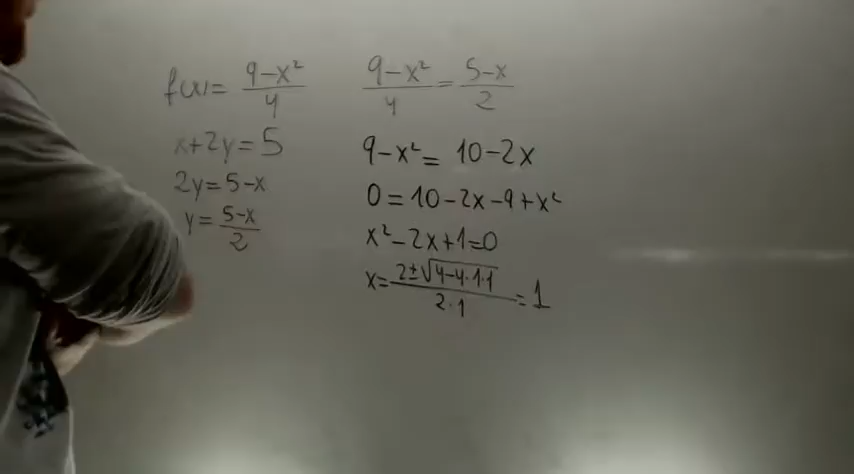 f(x)= 9-x²/4
x+2y=5
2y=5-x
y=5-x/2
9-x²/4=5-x/2
9-x²= 10-2x
0=10-2x-9+x²
x²-2x+1=0
x=2±√4-4·1·1/2·1=1